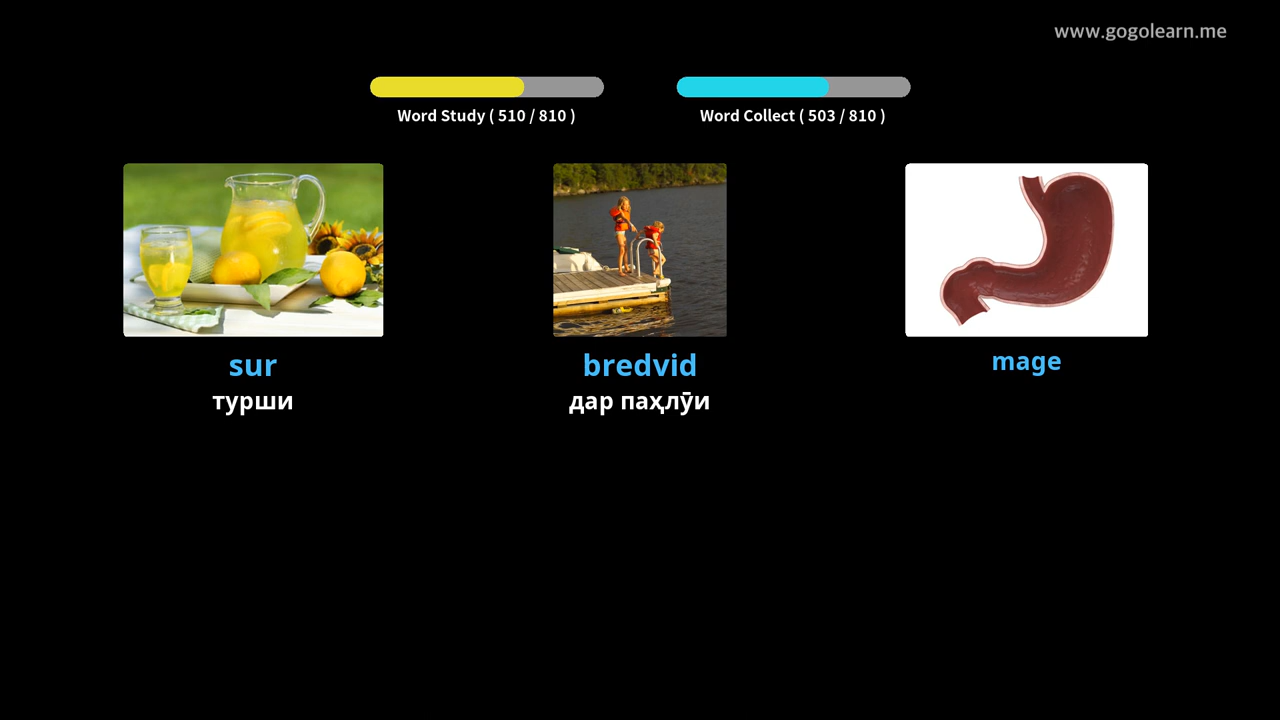 www.gogolearn.me
Word Study ( 510 / 810 )
Word Collect ( 503 / 810 )
sur
турши
bredvid
дар паҳлӯи
mage